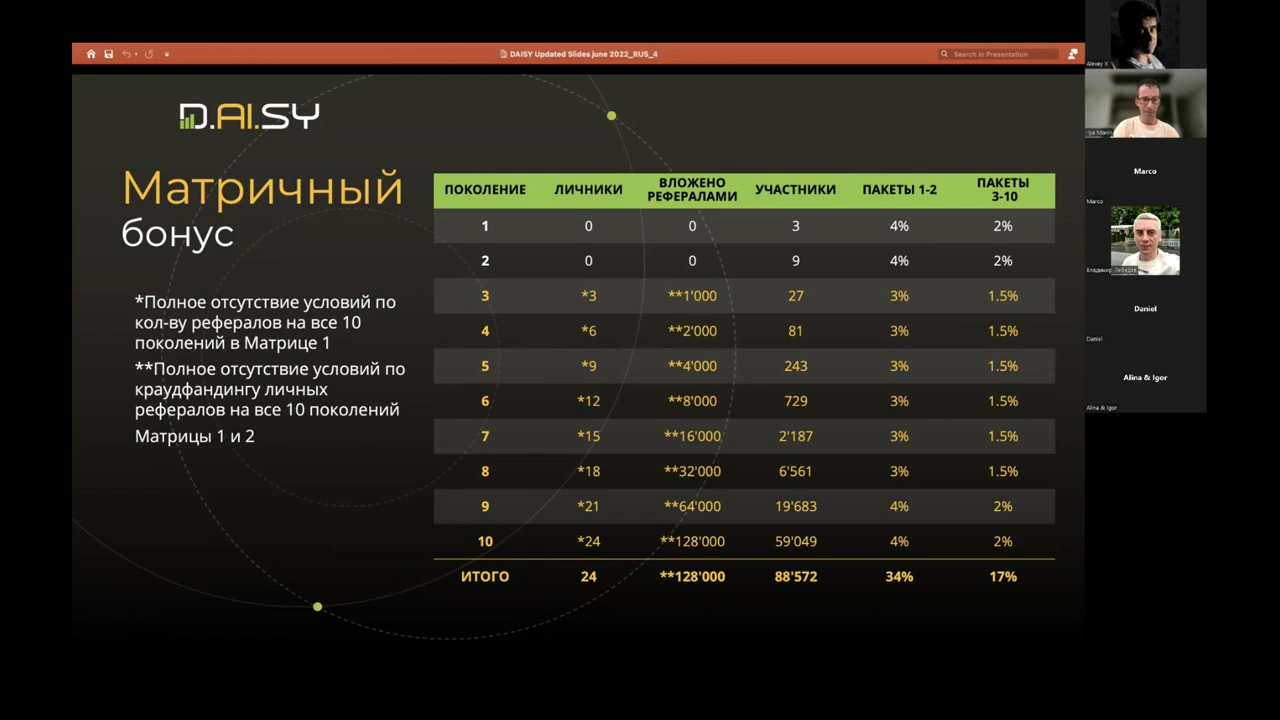 DAISY Updated Slides june 2022_RUS_4
Search in Presentation
D.AI.SY
Матричный
бонус
*Полное отсутствие условий по
кол-ву рефералов на все 10
поколений в Матрице 1
**Полное отсутствие условий по
краудфандингу личных
рефералов на все 10 поколений
Матрицы 1 и 2
ПОКОЛЕНИЕ ЛИЧНИКИ ВЛОЖЕНО РЕФЕРАЛАМИ УЧАСТНИКИ ПАКЕТЫ 1-2 ПАКЕТЫ 3-10
1 0 0 3 4% 2%
2 0 0 9 4% 2%
3 *3 **1'000 27 3% 1.5%
4 *6 **2'000 81 3% 1.5%
5 *9 **4'000 243 3% 1.5%
6 *12 **8'000 729 3% 1.5%
7 *15 **16'000 2'187 3% 1.5%
8 *18 **32'000 6'561 3% 1.5%
9 *21 **64'000 19'683 4% 2%
10 *24 **128'000 59'049 4% 2%
ИТОГО 24 **128'000 88'572 34% 17%
Alexey X
Marco
Marco
Владимир Лебедев
Daniel
Daniel
Alina & Igor
Alina & Igor